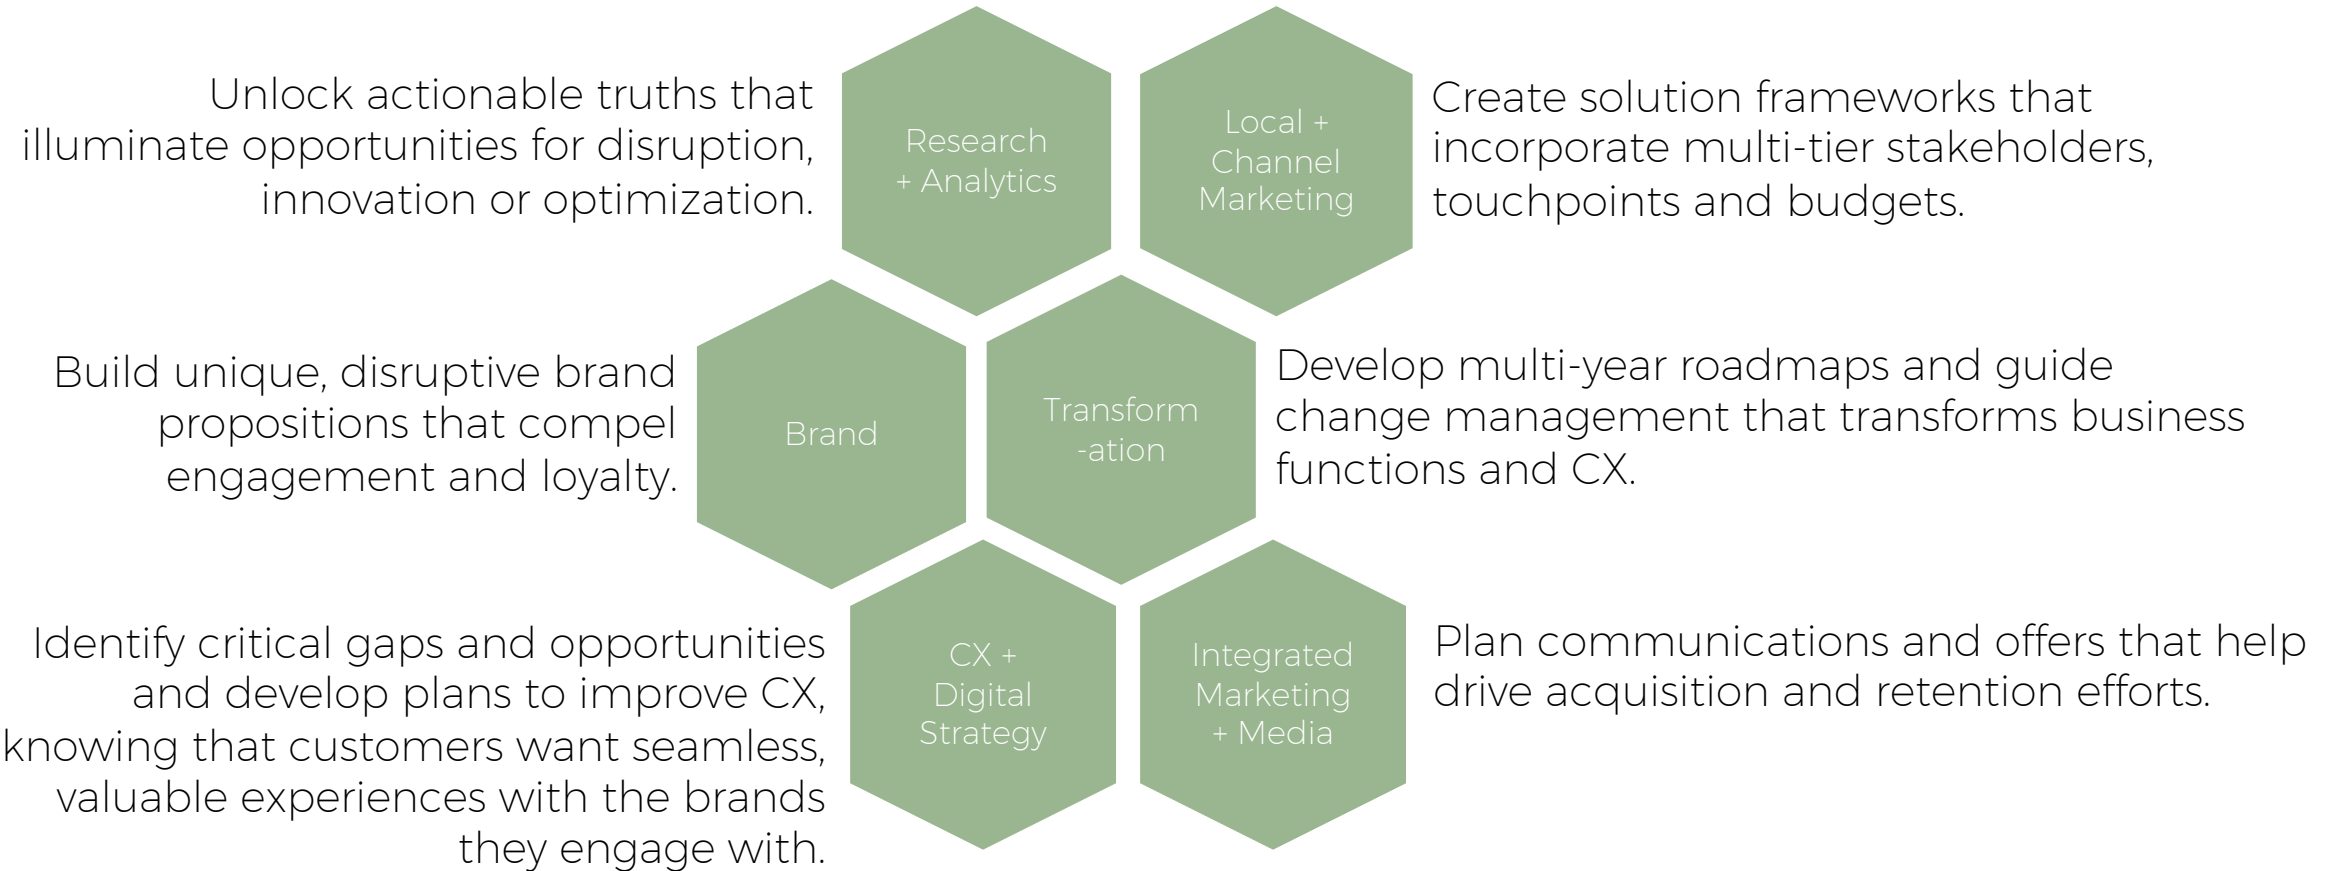 Unlock actionable truths that
illuminate opportunities for disruption,
innovation or optimization.
Research
+ Analytics
Local +
Channel
Marketing
Create solution frameworks that
incorporate multi-tier stakeholders,
touchpoints and budgets.
Build unique, disruptive brand
propositions that compel
engagement and loyalty.
Brand
Transform
-ation
Develop multi-year roadmaps and guide
change management that transforms business
functions and CX.
Identify critical gaps and opportunities
and develop plans to improve CX,
knowing that customers want seamless,
valuable experiences with the brands
they engage with.
CX +
Digital
Strategy
Integrated
Marketing
+ Media
Plan communications and offers that help
drive acquisition and retention efforts.